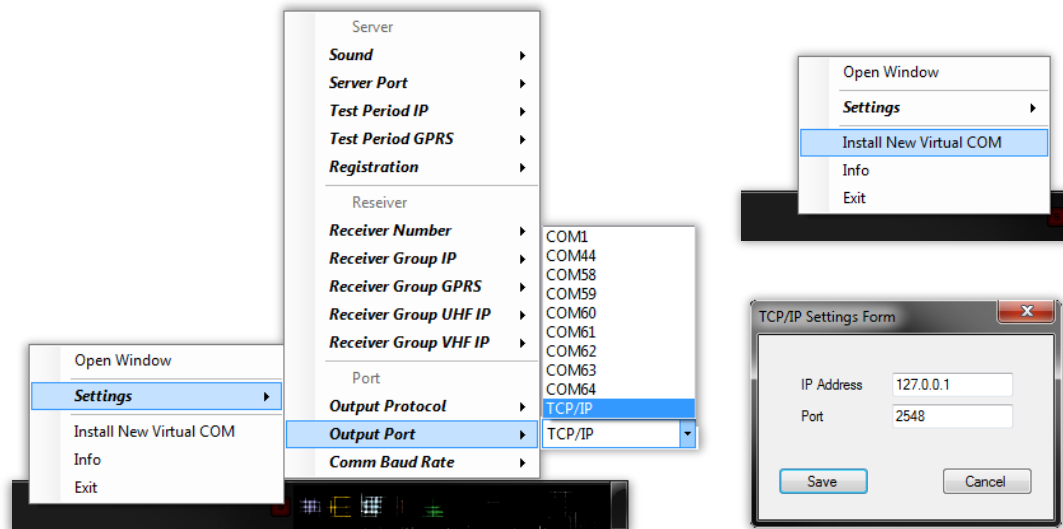 Open Window
Settings
Install New Virtual COM
Info
Exit
Server
Sound
Server Port
Test Period IP
Test Period GPRS
Registration
Reseiver
Receiver Number
Receiver Group IP
Receiver Group GPRS
Receiver Group UHF IP
Receiver Group VHF IP
Port
Output Protocol
Output Port
Comm Baud Rate
COM1
COM44
COM58
COM59
COM60
COM61
COM62
COM63
COM64
TCP/IP
TCP/IP
Open Window
Settings
Install New Virtual COM
Info
Exit
TCP/IP Settings Form
IP Address 127.0.0.1
Port 2548
Save Cancel